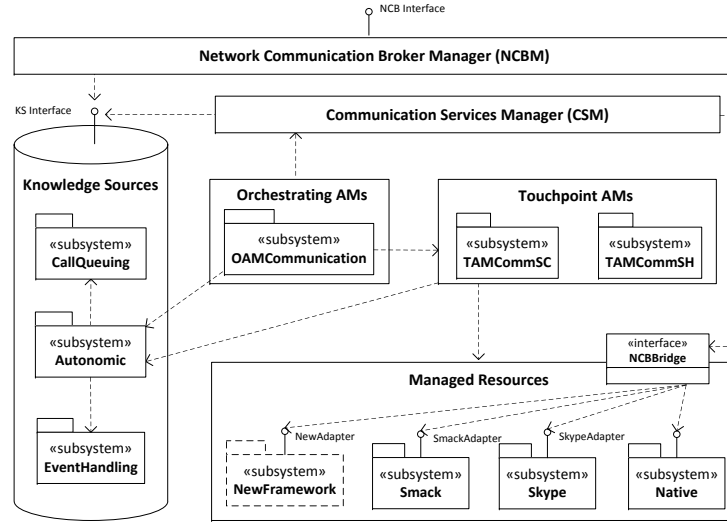 NCB Interface
Network Communication Broker Manager (NCBM)
KS Interface
Communication Services Manager (CSM)
Knowledge Sources
«subsystem»
CallQueuing
«subsystem»
Autonomic
«subsystem»
EventHandling
Orchestrating AMs
«subsystem»
OAMCommunication
Touchpoint AMs
«subsystem»
TAMCommSC
«subsystem»
TAMCommSH
«interface»
NCBBridge
Managed Resources
NewAdapter
SmackAdapter
SkypeAdapter
«subsystem»
NewFramework
«subsystem»
Smack
«subsystem»
Skype
«subsystem»
Native